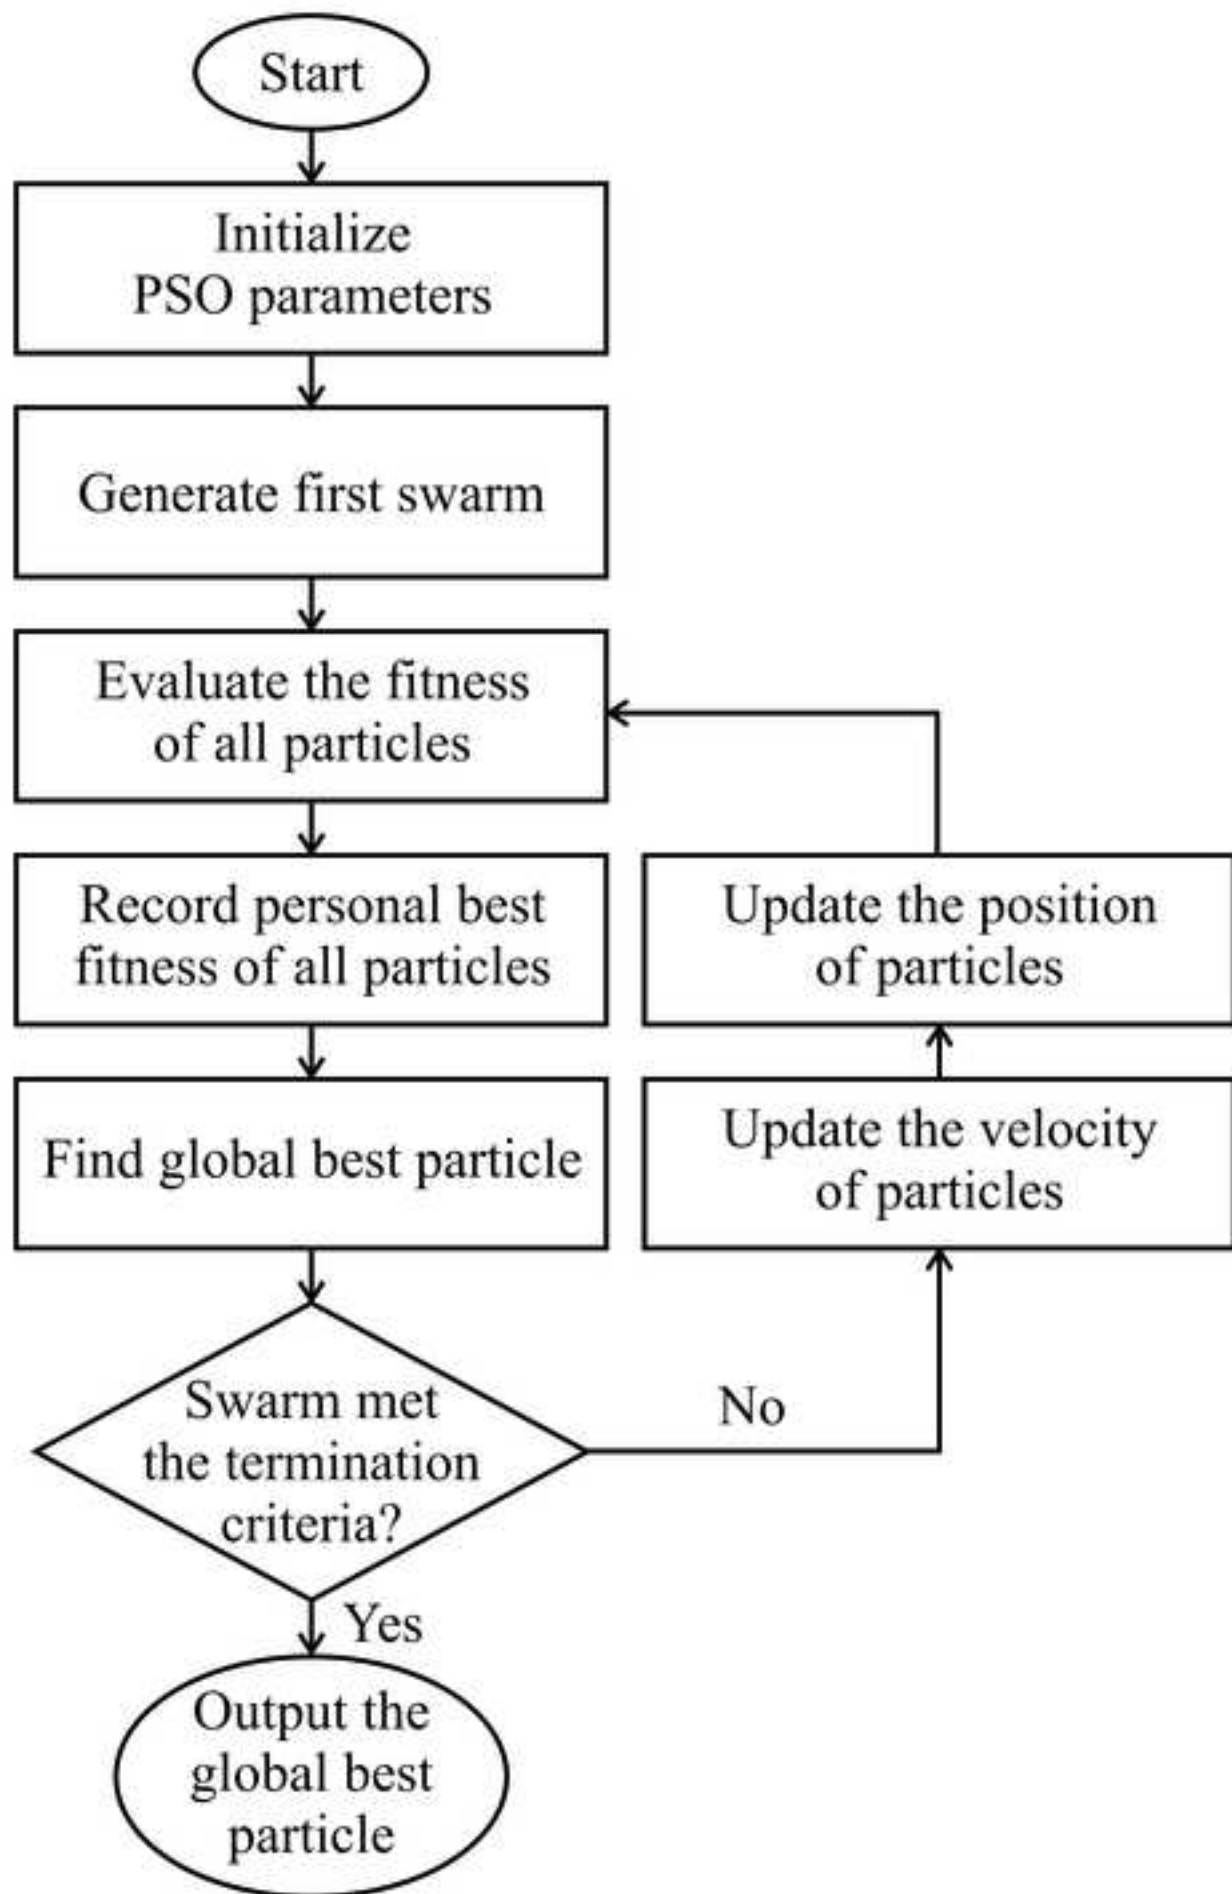 Start
Initialize
PSO parameters
Generate first swarm
Evaluate the fitness
of all particles
Record personal best
fitness of all particles
Update the position
of particles
Find global best particle
Update the velocity
of particles
Swarm met
the termination
criteria?
No
Yes
Output the
global best
particle